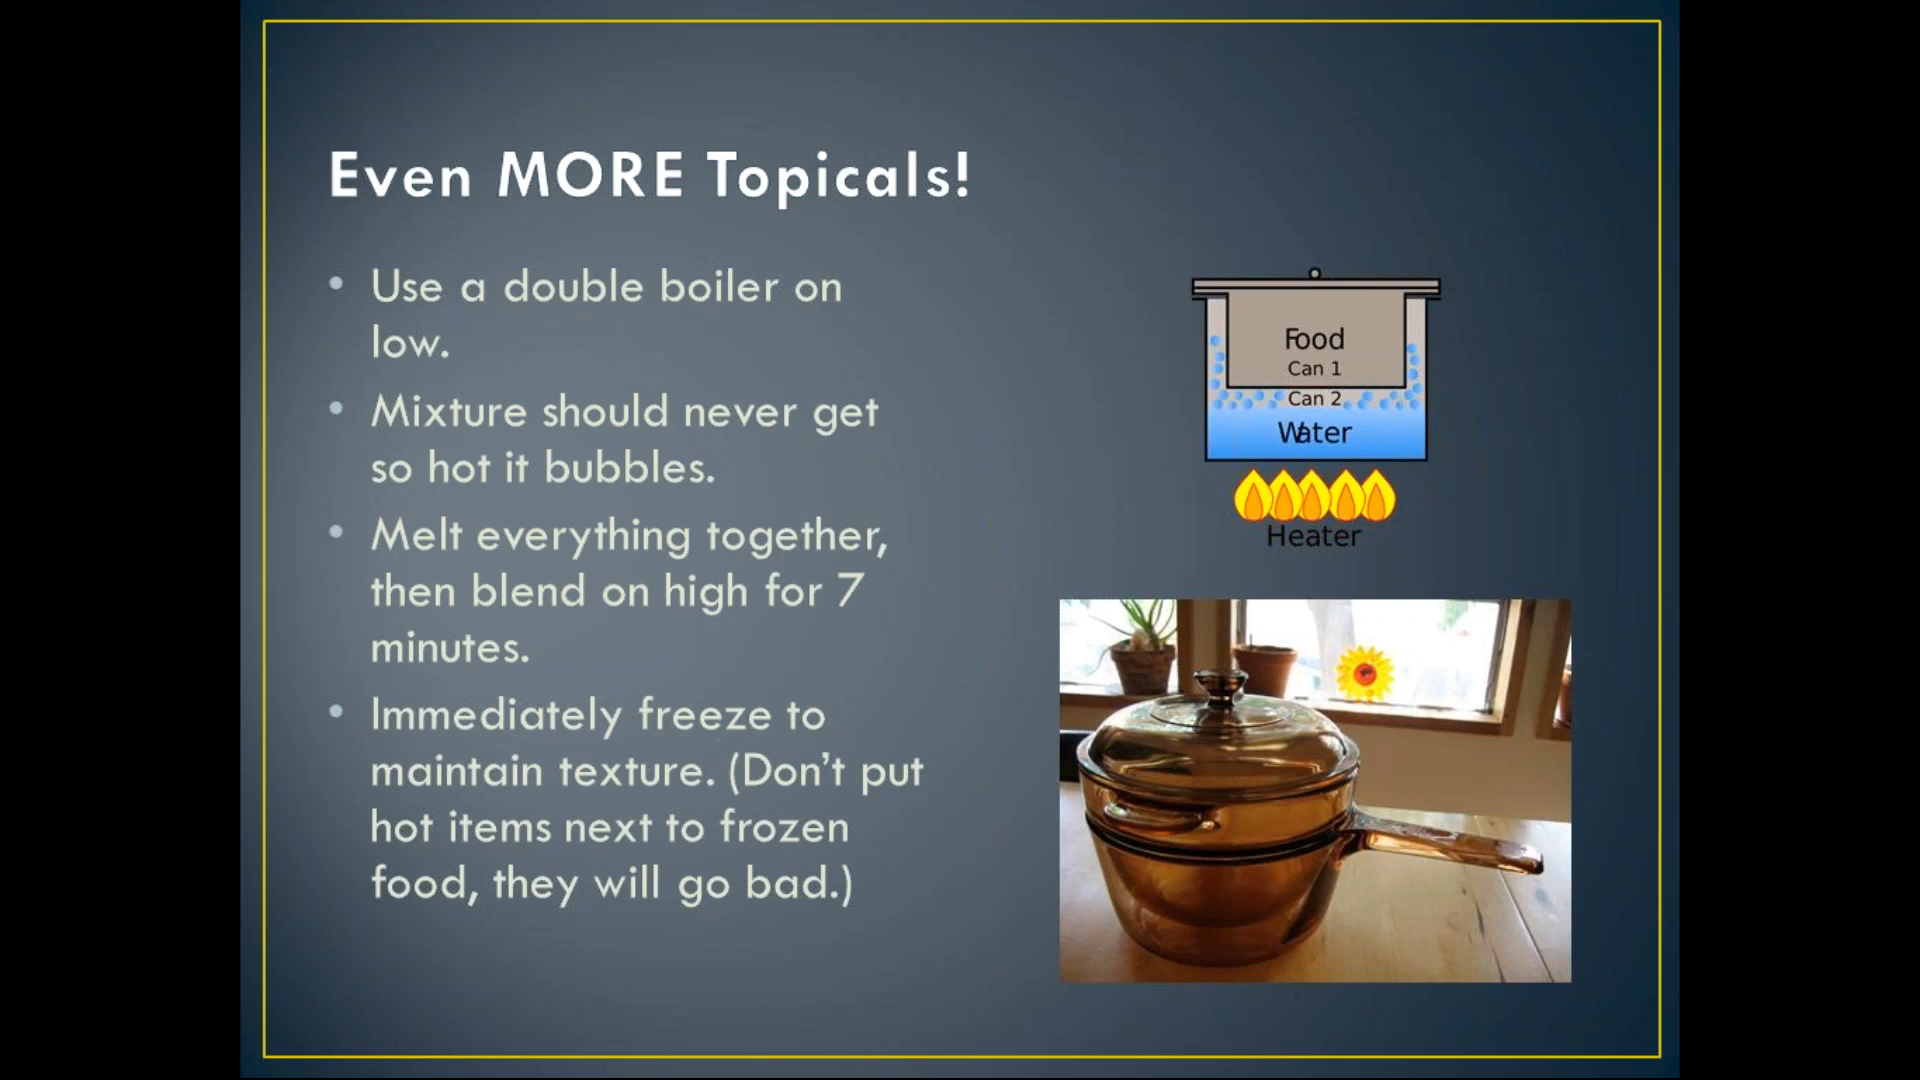 Even MORE Topicals!
• Use a double boiler on
low.
• Mixture should never get
so hot it bubbles.
• Melt everything together,
then blend on high for 7
minutes.
• Immediately freeze to
maintain texture. (Don’t put
hot items next to frozen
food, they will go bad.)
Food
Can 1
Can 2
Water
Heater